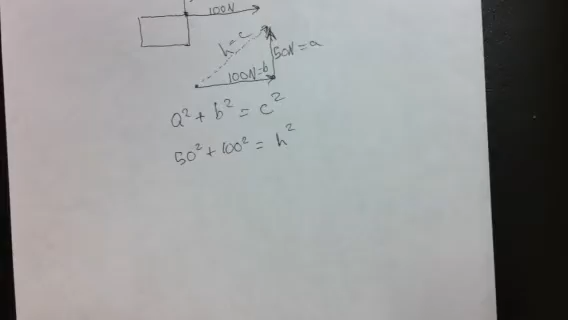 100N
h=c
50N=a
100N=b
a² + b² = c²
50² + 100² = h²